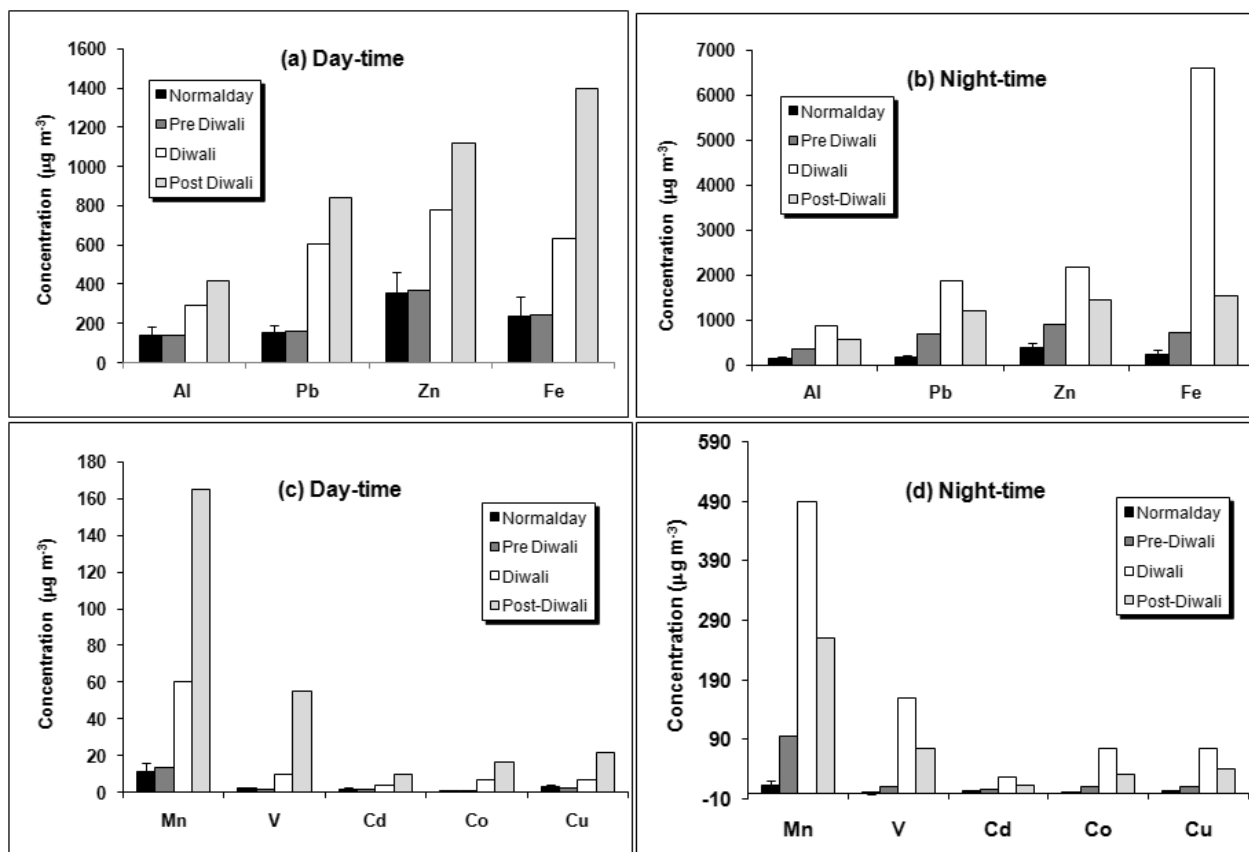 (a) Day-time
Concentration (µg m-3)
1600
1400
1200
1000
800
600
400
200
0
Normalday
Pre Diwali
Diwali
Post Diwali
Al Pb Zn Fe
(b) Night-time
Concentration (µg m-3)
7000
6000
5000
4000
3000
2000
1000
0
Normalday
Pre Diwali
Diwali
Post-Diwali
Al Pb Zn Fe
(c) Day-time
Concentration (µg m-3)
180
160
140
120
100
80
60
40
20
0
Normalday
Pre Diwali
Diwali
Post-Diwali
Mn V Cd Co Cu
(d) Night-time
Concentration (µg m-3)
590
490
390
290
190
90
-10
Normalday
Pre-Diwali
Diwali
Post-Diwali
Mn V Cd Co Cu